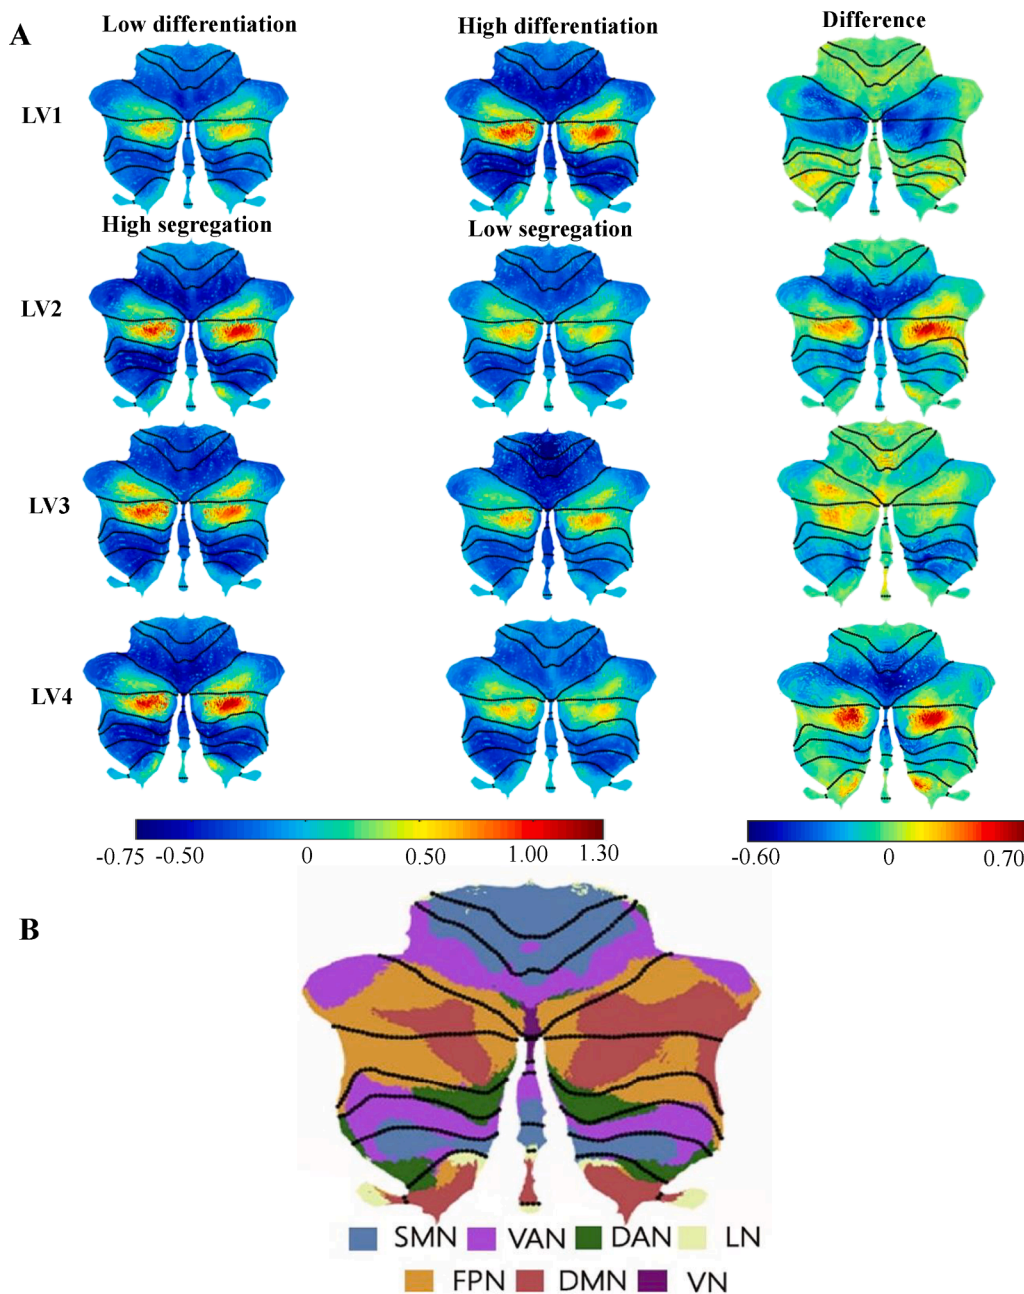 A
Low differentiation
High differentiation
Difference
LV1
High segregation
Low segregation
LV2
LV3
LV4
-0.75 -0.50 0 0.50 1.00 1.30
-0.60 0 0.70
B
SMN VAN DAN LN
FPN DMN VN